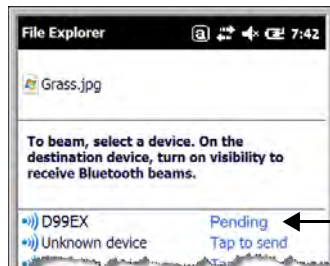 File Explorer a 7:42
Grass.jpg
To beam, select a device. On the
destination device, turn on visibility to
receive Bluetooth beams.
D99EX Pending
Unknown device Tap to send